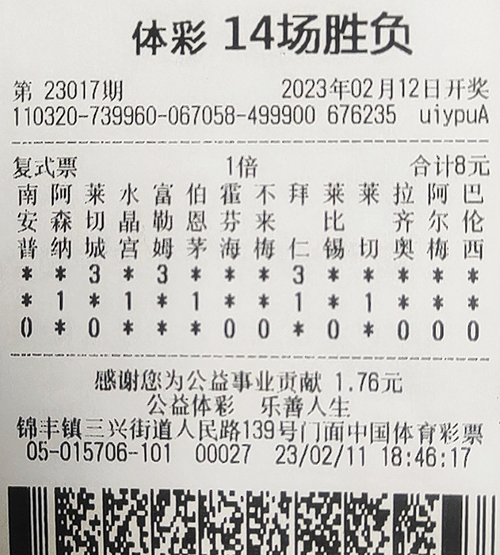 体彩 14场胜负
第 23017期 2023年02月12日开奖
110320-739960-067058-499900 676235 uiypuA
复式票 1倍 合计8元
南 阿 莱 水 富 伯 霍 不 拜 莱 莱 拉 阿 巴
安 森 切 晶 勒 恩 芬 来 比 齐 尔 伦
普 纳 城 宫 姆 茅 海 梅 仁 锡 切 奥 梅 西
* * 3 * 3 * * * 3 * * * * *
* 1 * 1 * 1 * * 1 * 1 * * *
0 * 0 * * * 0 0 * 0 * 0 0 0
感谢您为公益事业贡献 1.76元
公益体彩 乐善人生
锦丰镇三兴街道人民路139号门面中国体育彩票
05-015706-101 00027 23/02/11 18:46:17